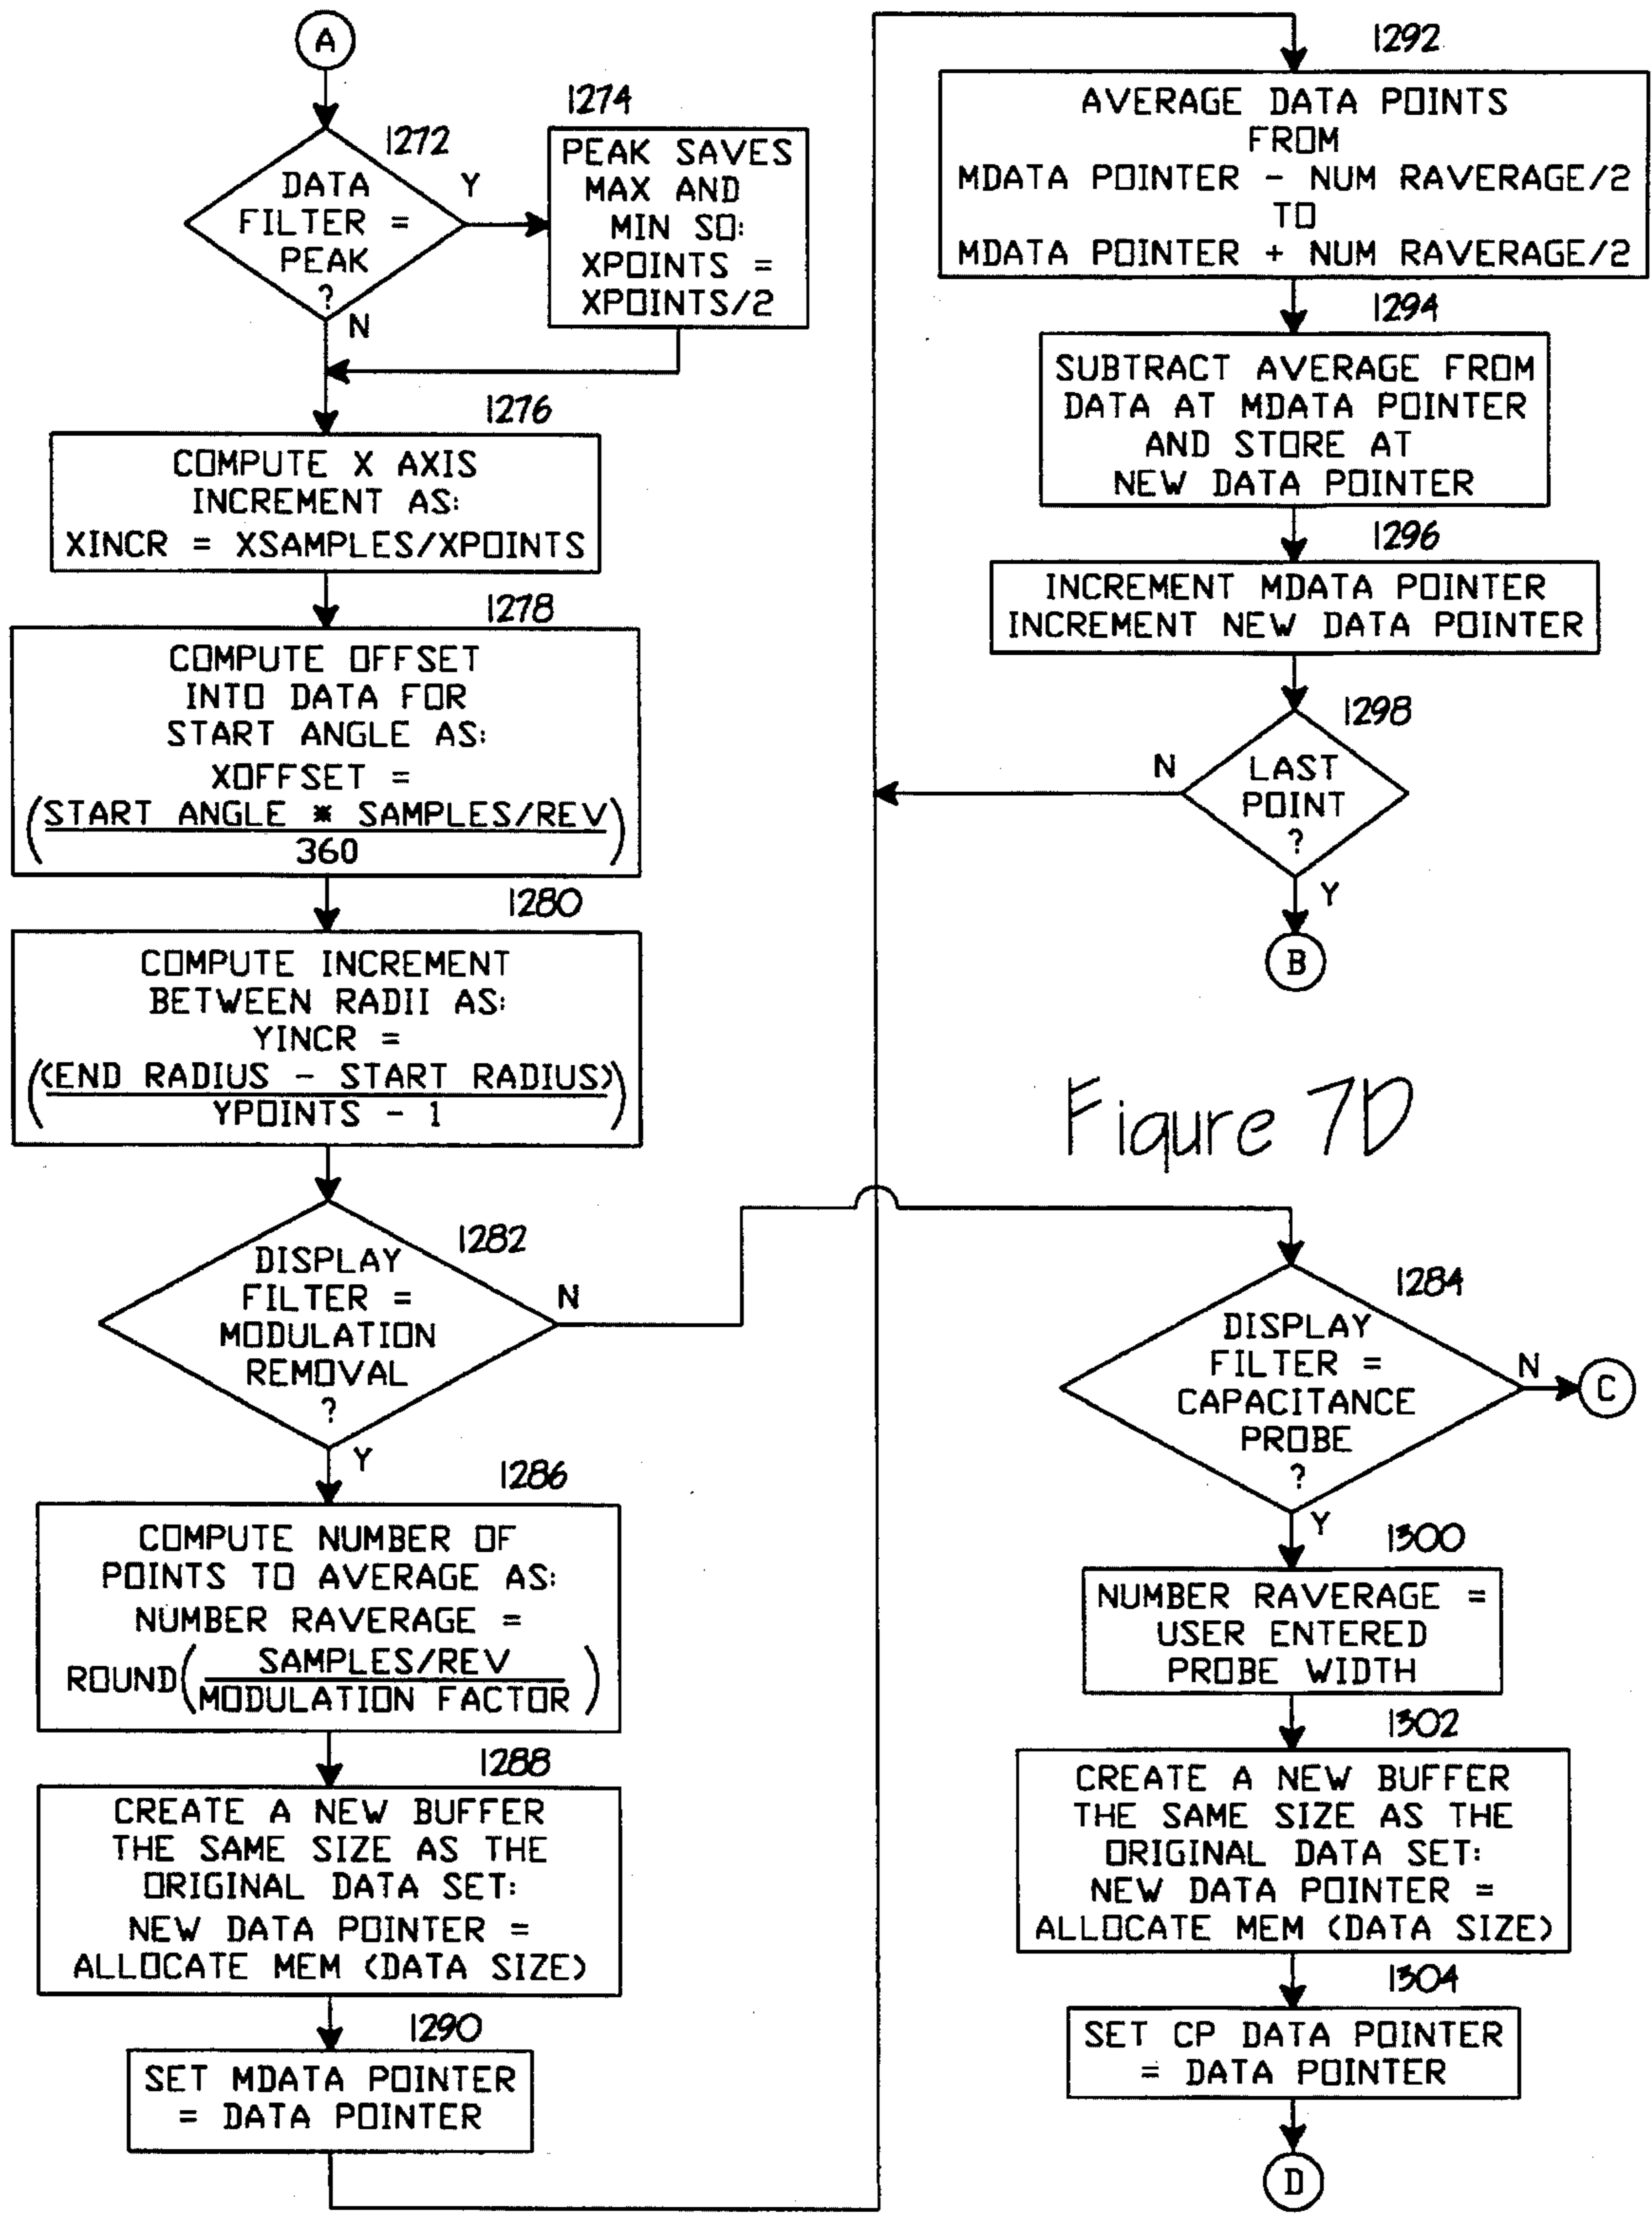 A
1272
DATA
FILTER =
PEAK
?
Y
N
1274
PEAK SAVES
MAX AND
MIN SO:
XPOINTS =
XPOINTS/2
1276
COMPUTE X AXIS
INCREMENT AS:
XINCR = XSAMPLES/XPOINTS
1278
COMPUTE OFFSET
INTO DATA FOR
START ANGLE AS:
XOFFSET =
(START ANGLE * SAMPLES/REV
360)
1280
COMPUTE INCREMENT
BETWEEN RADII AS:
YINCR =
((END RADIUS - START RADIUS)
YPOINTS - 1)
1282
DISPLAY
FILTER =
MODULATION
REMOVAL
?
N
Y
1286
COMPUTE NUMBER OF
POINTS TO AVERAGE AS:
NUMBER RAVERAGE =
ROUND(SAMPLES/REV
MODULATION FACTOR)
1288
CREATE A NEW BUFFER
THE SAME SIZE AS THE
ORIGINAL DATA SET:
NEW DATA POINTER =
ALLOCATE MEM (DATA SIZE)
1290
SET MDATA POINTER
= DATA POINTER
1292
AVERAGE DATA POINTS
FROM
MDATA POINTER - NUM RAVERAGE/2
TO
MDATA POINTER + NUM RAVERAGE/2
1294
SUBTRACT AVERAGE FROM
DATA AT MDATA POINTER
AND STORE AT
NEW DATA POINTER
1296
INCREMENT MDATA POINTER
INCREMENT NEW DATA POINTER
1298
N
LAST
POINT
?
Y
B
Figure 7D
1284
DISPLAY
FILTER =
CAPACITANCE
PROBE
?
N
C
Y
1300
NUMBER RAVERAGE =
USER ENTERED
PROBE WIDTH
1302
CREATE A NEW BUFFER
THE SAME SIZE AS THE
ORIGINAL DATA SET:
NEW DATA POINTER =
ALLOCATE MEM (DATA SIZE)
1304
SET CP DATA POINTER
= DATA POINTER
D